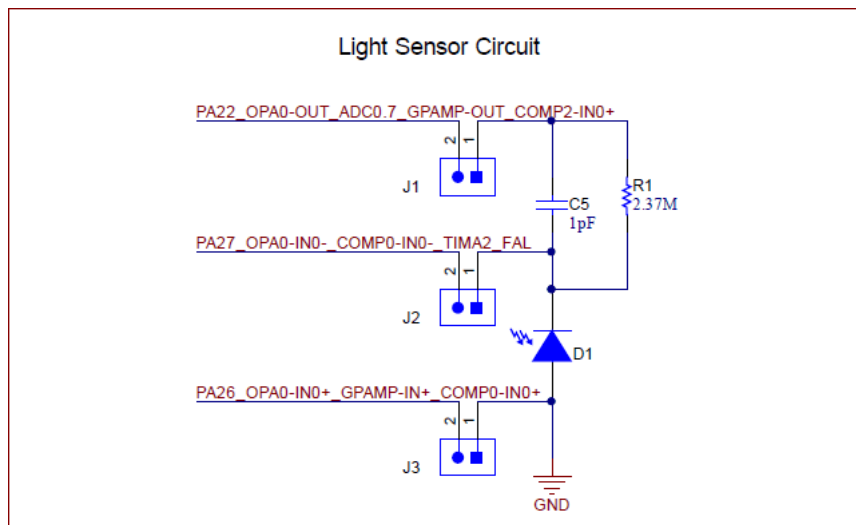 Light Sensor Circuit
PA22_OPA0-OUT_ADC0.7_GPAMP-OUT_COMP2-IN0+
2
1
J1
C5
1pF
R1
2.37M
PA27_OPA0-IN0-_COMP0-IN0-_TIMA2_FAL
2
1
J2
D1
PA26_OPA0-IN0+_GPAMP-IN+_COMP0-IN0+
2
1
J3
GND